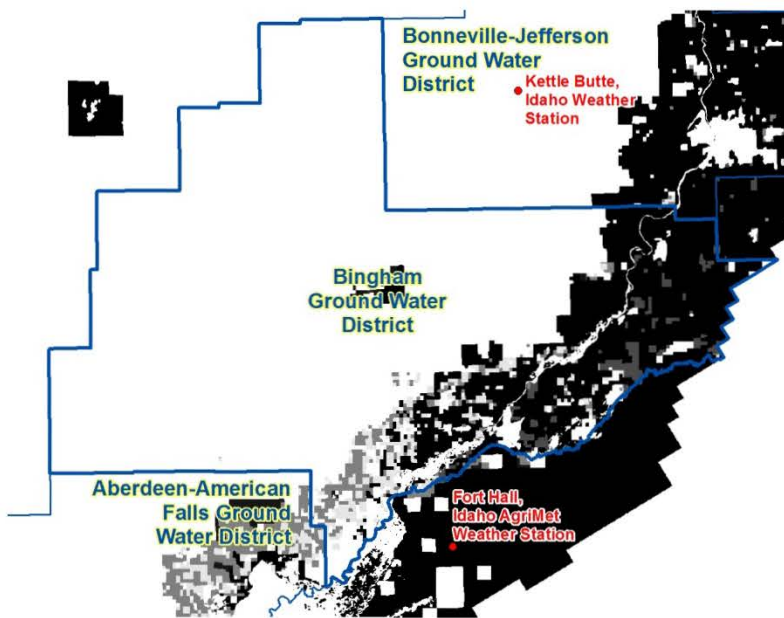 Bonneville-Jefferson
Ground Water
District
Kettle Butte,
Idaho Weather
Station
Bingham
Ground Water
District
Aberdeen-American
Falls Ground
Water District
Fort Hall,
Idaho AgriMet
Weather Station